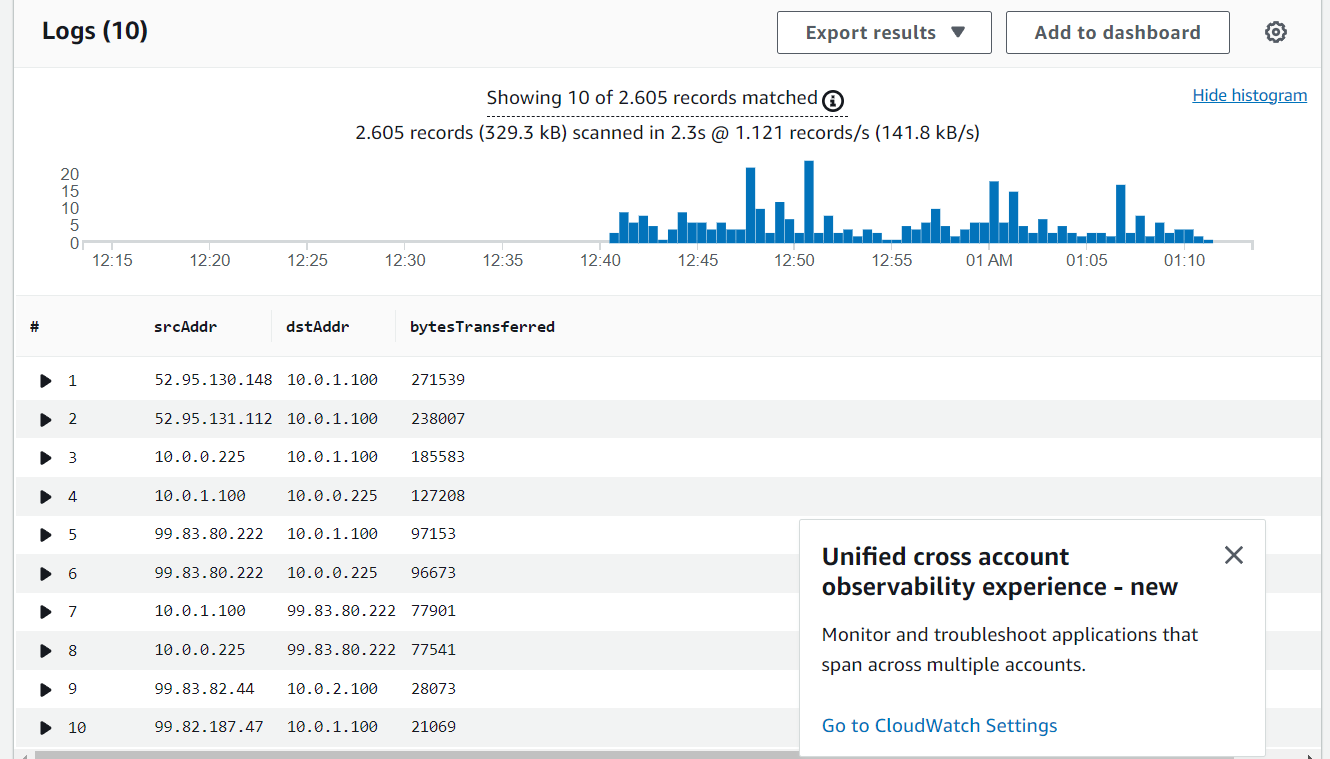 Logs (10)
Export results
Add to dashboard
Showing 10 of 2.605 records matched
Hide histogram
2.605 records (329.3 kB) scanned in 2.3s @ 1.121 records/s (141.8 kB/s)
20
15
10
5
0
12:15 12:20 12:25 12:30 12:35 12:40 12:45 12:50 12:55 01 AM 01:05 01:10
# srcAddr dstAddr bytesTransferred
1 52.95.130.148 10.0.1.100 271539
2 52.95.131.112 10.0.1.100 238007
3 10.0.0.225 10.0.1.100 185583
4 10.0.1.100 10.0.0.225 127208
5 99.83.80.222 10.0.1.100 97153
6 99.83.80.222 10.0.0.225 96673
7 10.0.1.100 99.83.80.222 77901
8 10.0.0.225 99.83.80.222 77541
9 99.83.82.44 10.0.2.100 28073
10 99.82.187.47 10.0.1.100 21069
Unified cross account
observability experience - new
Monitor and troubleshoot applications that
span across multiple accounts.
Go to CloudWatch Settings